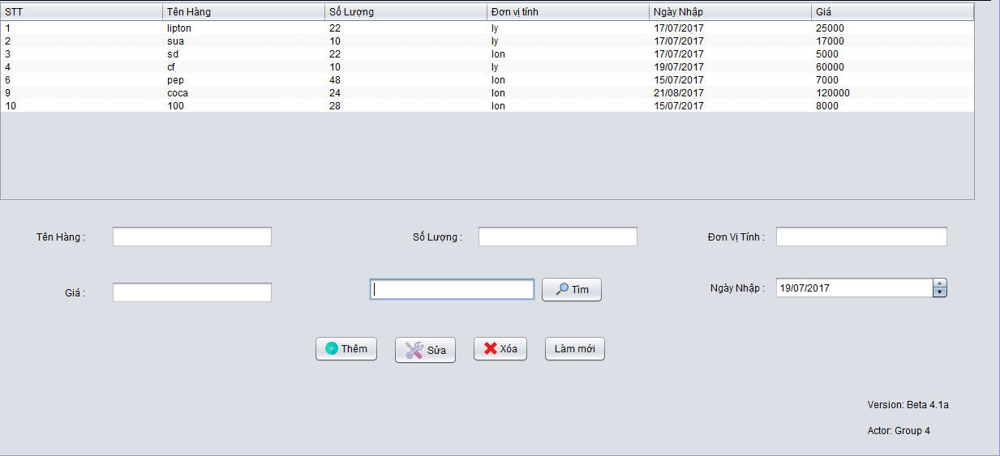 STT Tên Hàng Số Lượng Đơn vị tính Ngày Nhập Giá
1 lipton 22 ly 17/07/2017 25000
2 sua 10 ly 17/07/2017 17000
3 sd 22 lon 17/07/2017 5000
4 cf 10 ly 19/07/2017 60000
6 pep 48 lon 15/07/2017 7000
9 coca 24 lon 21/08/2017 120000
10 100 28 lon 15/07/2017 8000
Tên Hàng : Số Lượng : Đơn Vị Tính :
Giá : Tìm Ngày Nhập : 19/07/2017
Thêm Sửa Xóa Làm mới
Version: Beta 4.1a
Actor: Group 4